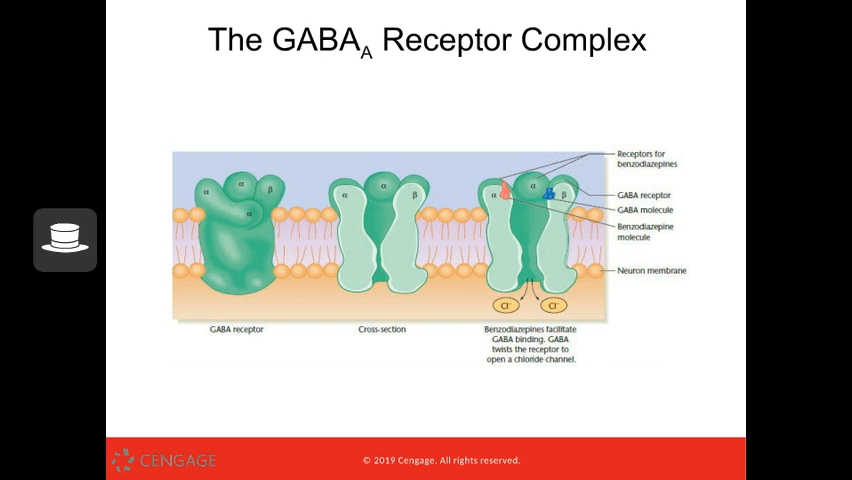 The GABAA Receptor Complex
Receptors for
benzodiazepines
GABA receptor
GABA molecule
Benzodiazepine
molecule
Neuron membrane
α
α
β
α
α
α
β
α
α
β
Cl⁻
Cl⁻
GABA receptor
Cross-section
Benzodiazepines facilitate
GABA binding. GABA
twists the receptor to
open a chloride channel.
CENGAGE
© 2019 Cengage. All rights reserved.